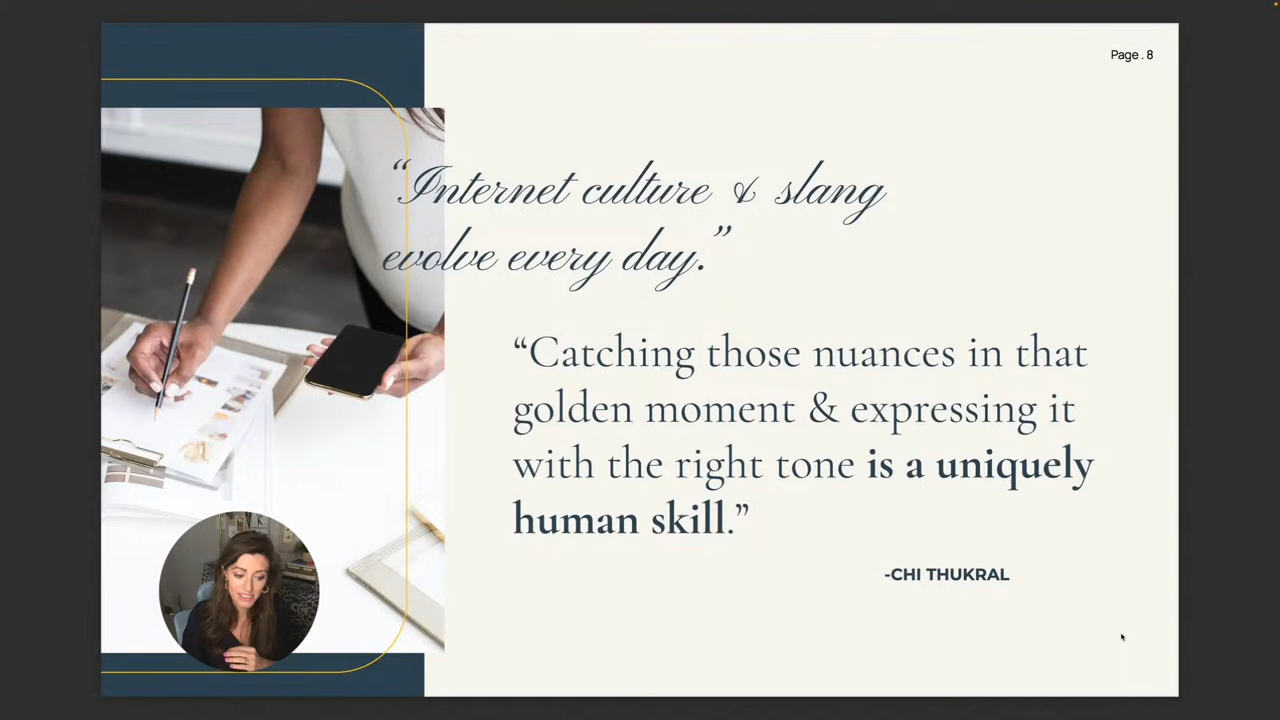 Page . 8
“Internet culture & slang
evolve every day.”
“Catching those nuances in that
golden moment & expressing it
with the right tone is a uniquely
human skill.”
-CHI THUKRAL